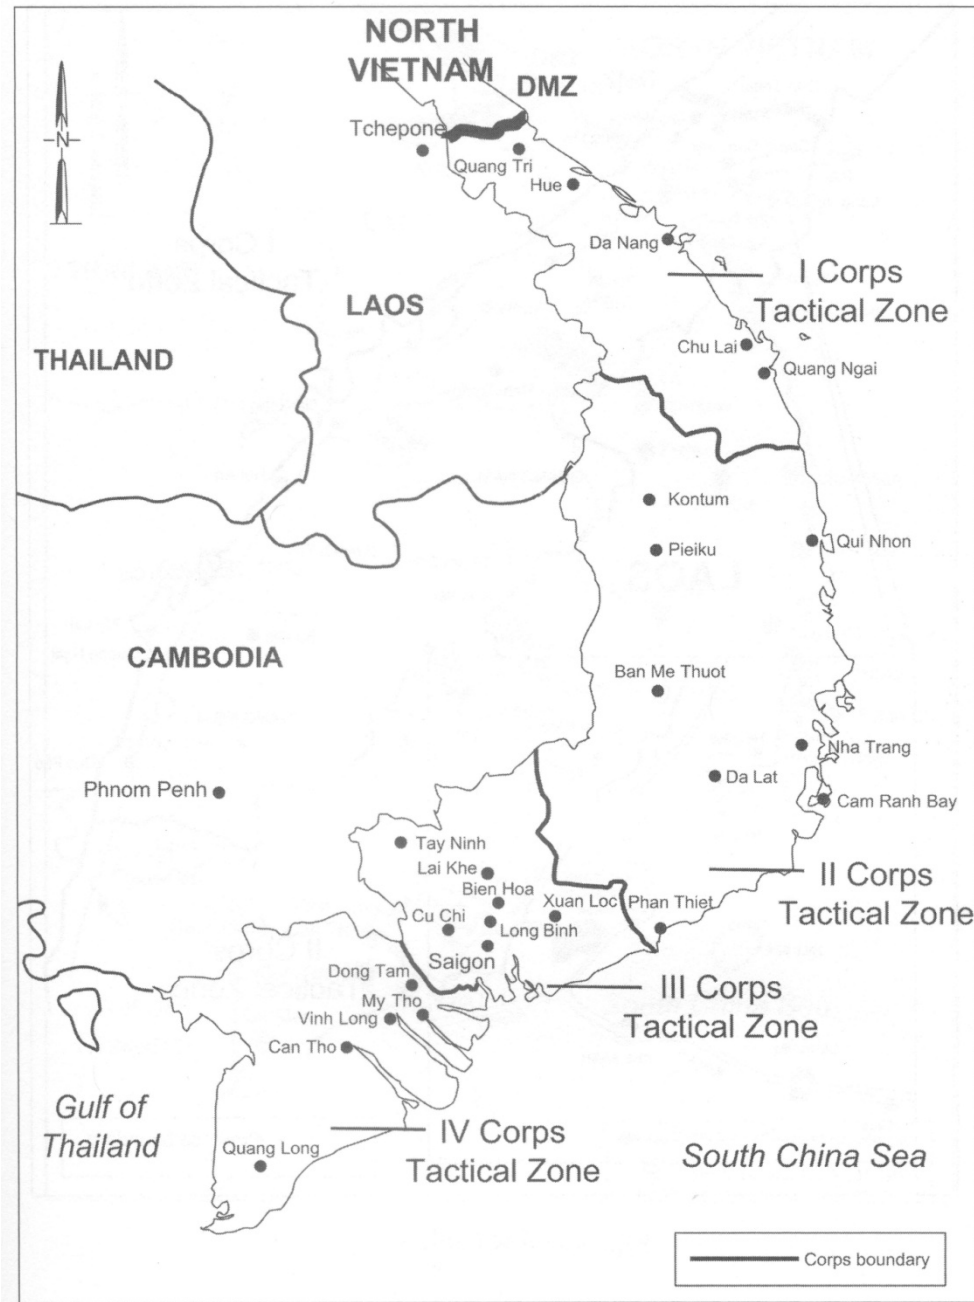 NORTH
VIETNAM
DMZ
N
Tchepone
Quang Tri
Hue
Da Nang
I Corps
Tactical Zone
LAOS
THAILAND
Chu Lai
Quang Ngai
Kontum
Pieiku
Qui Nhon
CAMBODIA
Ban Me Thuot
Nha Trang
Da Lat
Phnom Penh
Cam Ranh Bay
Tay Ninh
Lai Khe
II Corps
Tactical Zone
Bien Hoa
Xuan Loc
Phan Thiet
Cu Chi
Long Binh
Saigon
Dong Tam
III Corps
Tactical Zone
My Tho
Vinh Long
Can Tho
Gulf of
Thailand
IV Corps
Tactical Zone
Quang Long
South China Sea
Corps boundary